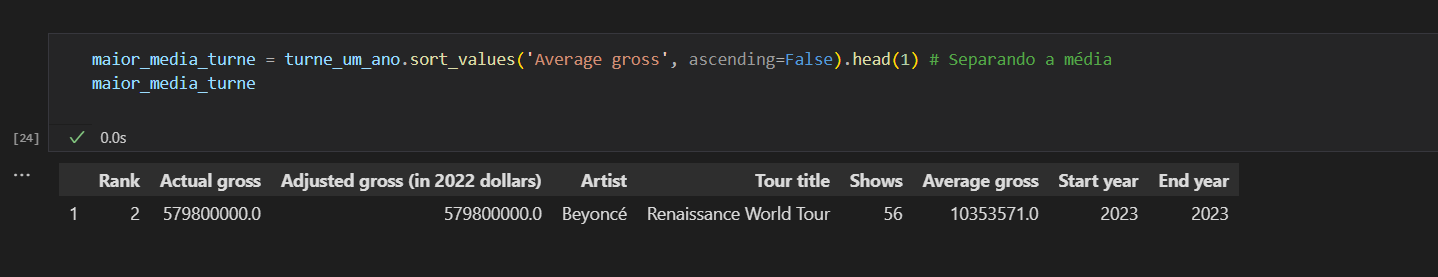 maior_media_turne = turne_um_ano.sort_values('Average gross', ascending=False).head(1) # Separando a média
maior_media_turne
[24] ✓ 0.0s
... Rank Actual gross Adjusted gross (in 2022 dollars) Artist Tour title Shows Average gross Start year End year
1 2 579800000.0 579800000.0 Beyoncé Renaissance World Tour 56 10353571.0 2023 2023